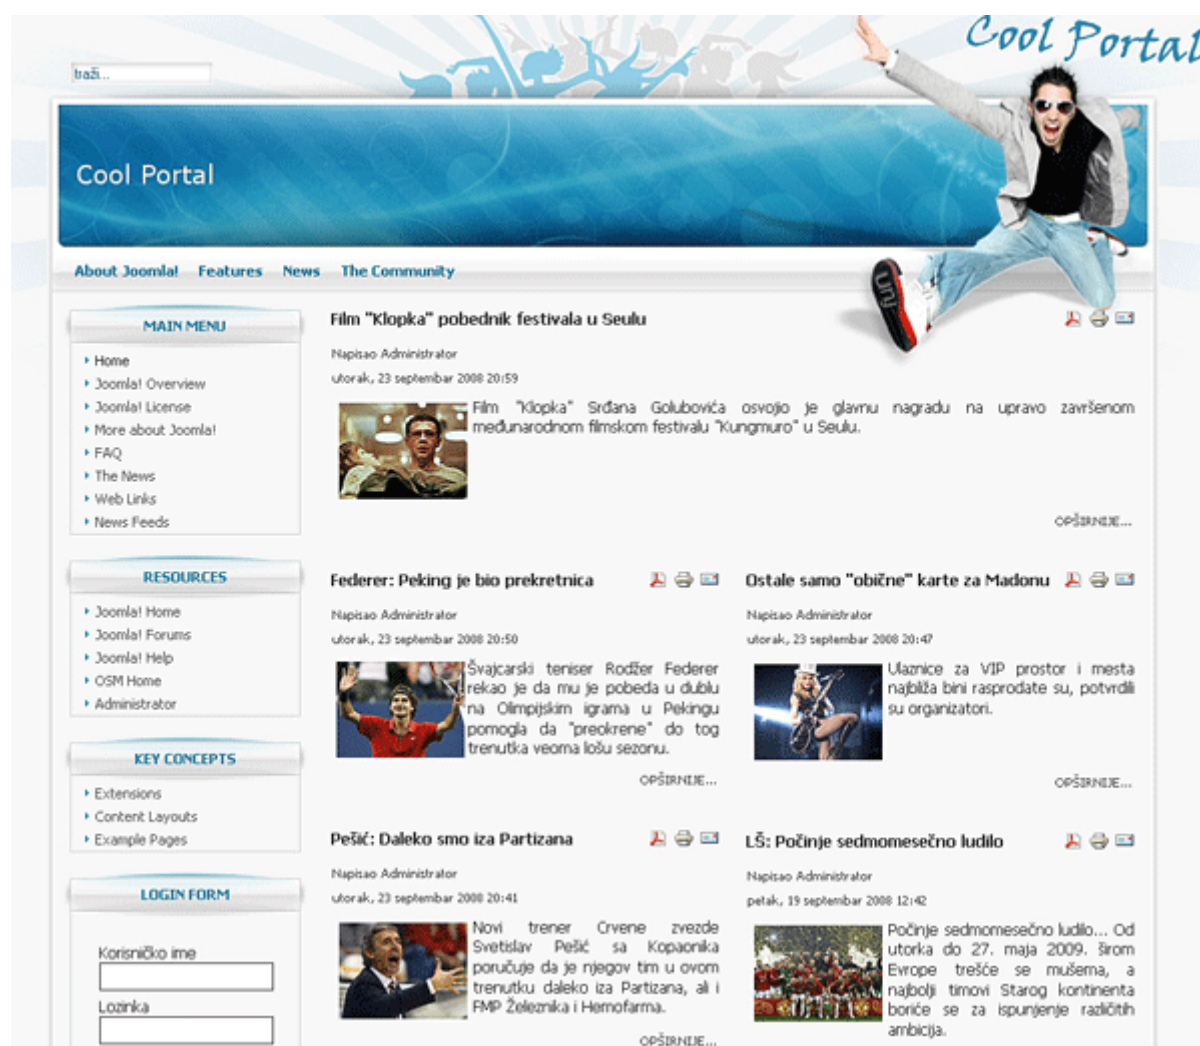 Cool Portal
traži...
Cool Portal
About Joomla! Features News The Community
MAIN MENU
Home
Joomla! Overview
Joomla! License
More about Joomla!
FAQ
The News
Web Links
News Feeds
RESOURCES
Joomla! Home
Joomla! Forums
Joomla! Help
OSM Home
Administrator
KEY CONCEPTS
Extensions
Content Layouts
Example Pages
LOGIN FORM
Korisničko ime
Lozinka
Film "Klopka" pobednik festivala u Seulu
Napisao Administrator
utorak, 23 septembar 2008 20:59
Film "Klopka" Srđana Golubovića osvojio je glavnu nagradu na upravo završenom
međunarodnom filmskom festivalu "Kungmuro" u Seulu.
OPŠIRNIJE...
Federer: Peking je bio prekretnica
Napisao Administrator
utorak, 23 septembar 2008 20:50
Švajcarski teniser Rodžer Federer
rekao je da mu je pobeda u dublu
na Olimpijskim igrama u Pekingu
pomogla da "preokrene" do tog
trenutka veoma lošu sezonu.
OPŠIRNIJE...
Ostale samo "obične" karte za Madonu
Napisao Administrator
utorak, 23 septembar 2008 20:47
Ulaznice za VIP prostor i mesta
najbliža bini rasprodate su, potvrdili
su organizatori.
OPŠIRNIJE...
Pešić: Daleko smo iza Partizana
Napisao Administrator
utorak, 23 septembar 2008 20:41
Novi trener Crvene zvezde
Svetislav Pešić sa Kopaonika
poručuje da je njegov tim u ovom
trenutku daleko iza Partizana, ali i
FMP Železnika i Hemofarma.
OPŠIRNIJE...
LŠ: Počinje sedmomesečno ludilo
Napisao Administrator
petak, 19 septembar 2008 12:42
Počinje sedmomesečno ludilo... Od
utorka do 27. maja 2009. širom
Evrope trešće se mušema, a
najbolji timovi Starog kontinenta
boriće se za ispunjenje različitih
ambicija.